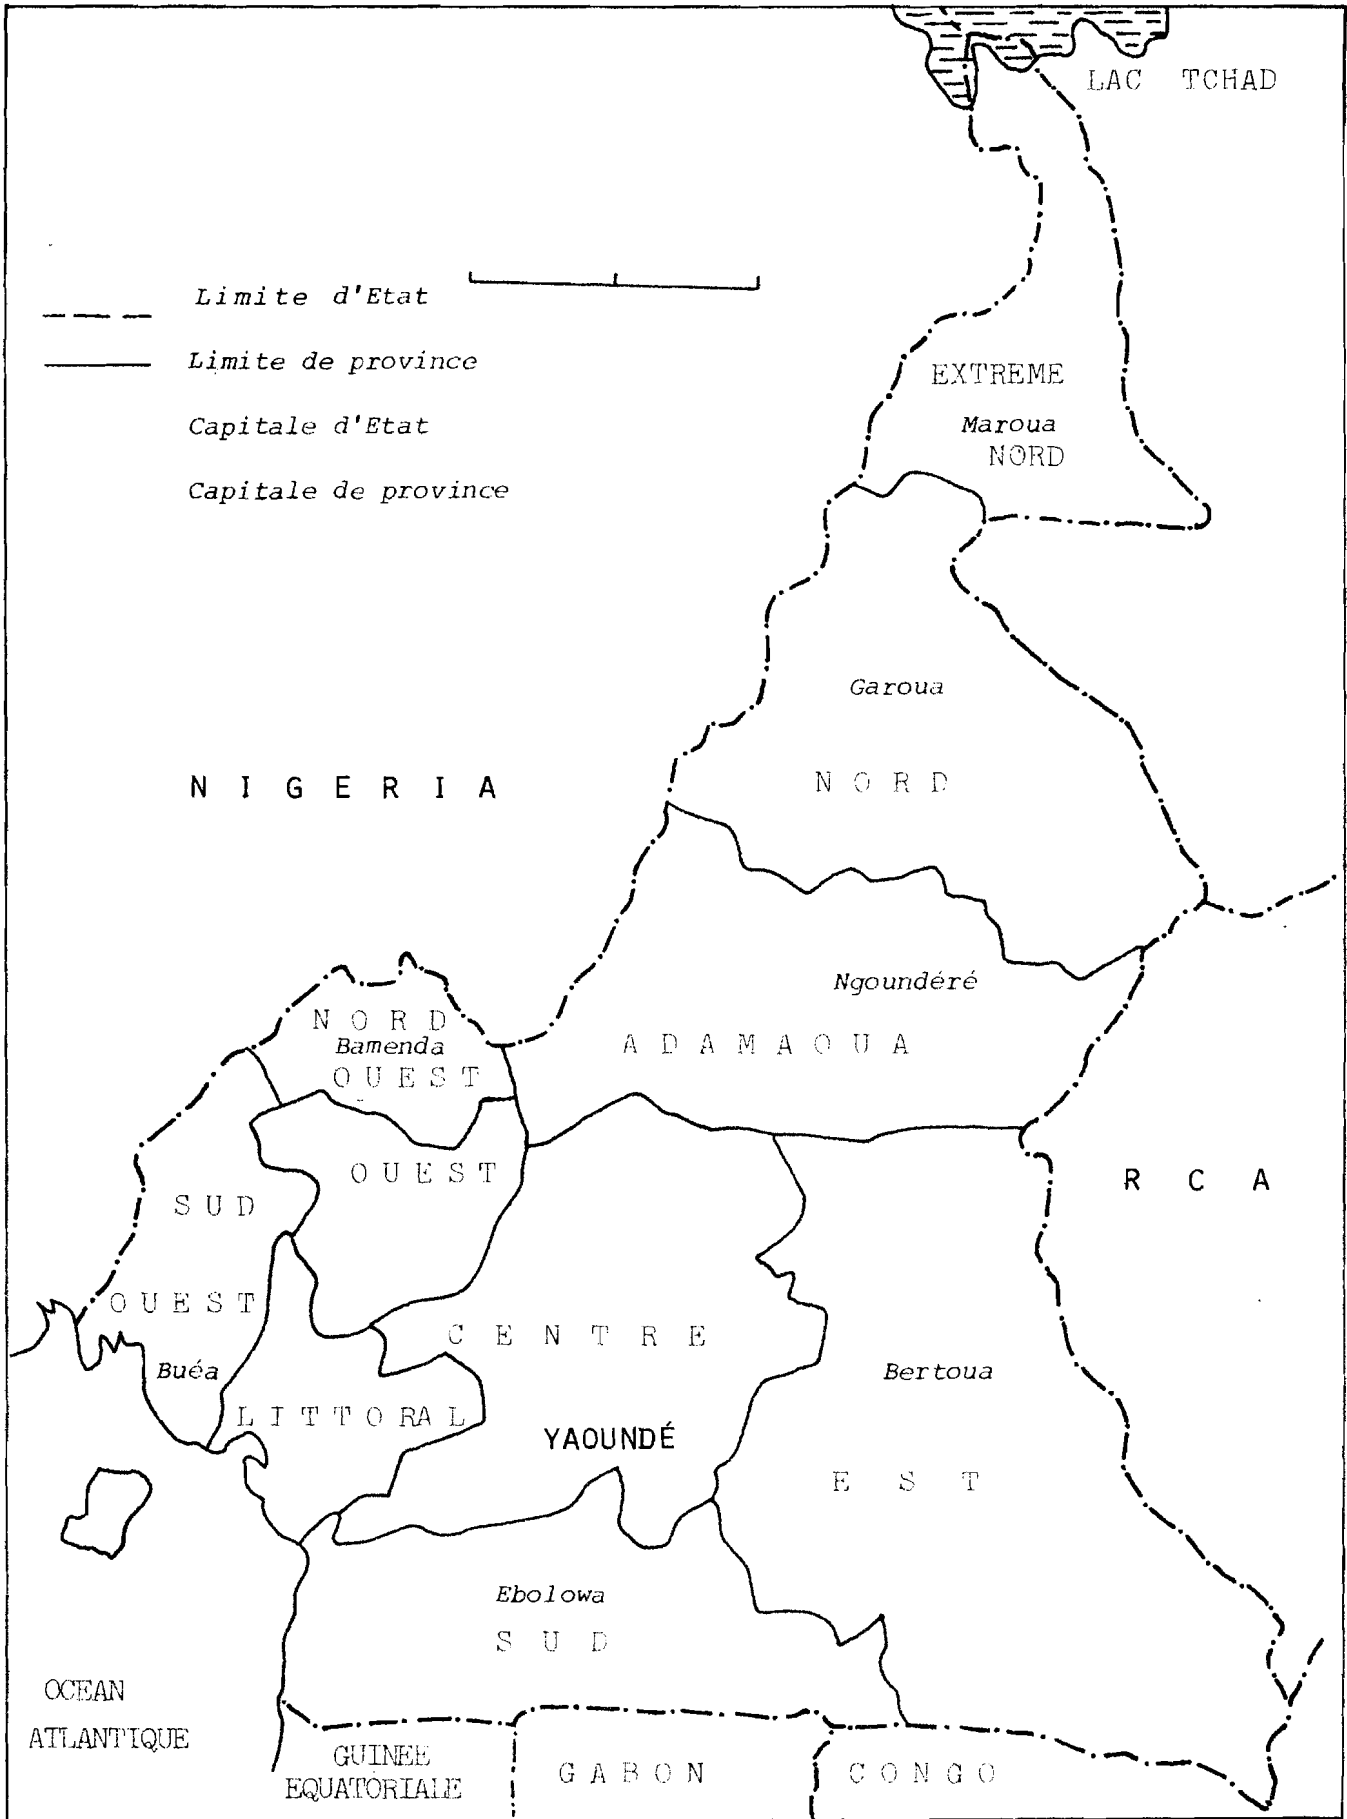 LAC TCHAD
Limite d'Etat
Limite de province
Capitale d'Etat
Capitale de province
EXTREME
Maroua
NORD
Garoua
NORD
NIGERIA
Ngoundéré
ADAMAOUA
NORD
Bamenda
OUEST
OUEST
RCA
SUD
OUEST
CENTRE
Buéa
Bertoua
LITTORAL
YAOUNDÉ
EST
Ebolowa
SUD
OCEAN
ATLANTIQUE
GUINEE
EQUATORIALE
GABON
CONGO